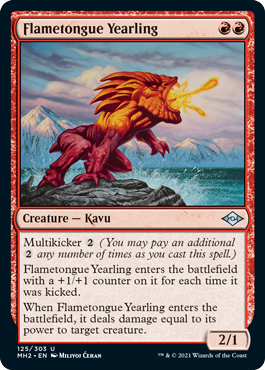 Flametongue Yearling
Creature — Kavu
Multikicker 2 (You may pay an additional
2 any number of times as you cast this spell.)
Flametongue Yearling enters the battlefield
with a +1/+1 counter on it for each time it
was kicked.
When Flametongue Yearling enters the
battlefield, it deals damage equal to its
power to target creature.
2/1
125/303 U
MH2 • EN Milivoj Ćeran
™ & © 2021 Wizards of the Coast